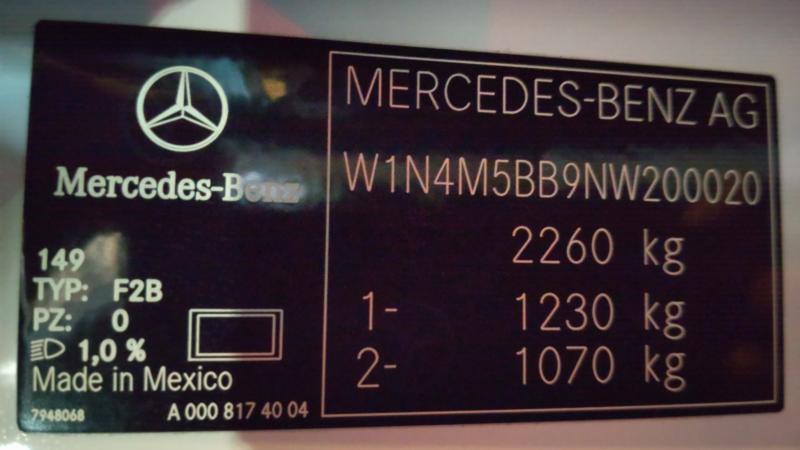 Mercedes-Benz
149
TYP: F2B
PZ: 0
1,0 %
Made in Mexico
7948068 A 000 817 40 04
MERCEDES-BENZ AG
W1N4M5BB9NW200020
2260 kg
1- 1230 kg
2- 1070 kg